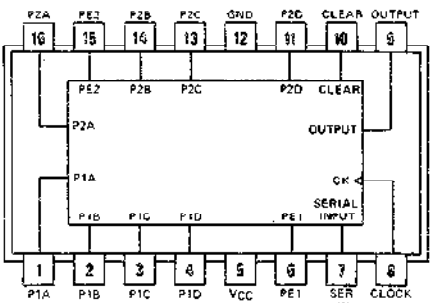 P2A PE2 P2B P2C GND P2D CLEAR OUTPUT
16 15 14 13 12 11 10 9
PE2 P2B P2C P2D CLEAR
P2A
OUTPUT
P1A
CK
SERIAL
P1B P1C P1D PE1 INPUT
1 2 3 4 5 6 7 8
P1A P1B P1C P1D VCC PE1 SER CLOCK